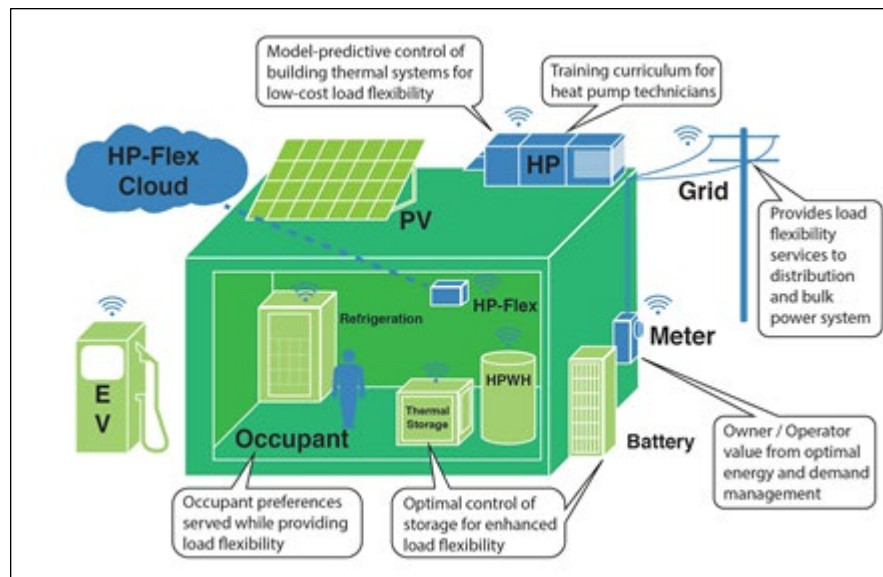 Model-predictive control of
building thermal systems for
low-cost load flexibility
Training curriculum for
heat pump technicians
HP-Flex
Cloud
HP
Grid
PV
Provides load
flexibility
services to
distribution
and bulk
power system
Refrigeration
HP-Flex
Meter
E
V
HPWH
Thermal
Storage
Occupant
Battery
Owner / Operator
value from optimal
energy and demand
management
Occupant preferences
served while providing
load flexibility
Optimal control of
storage for enhanced
load flexibility